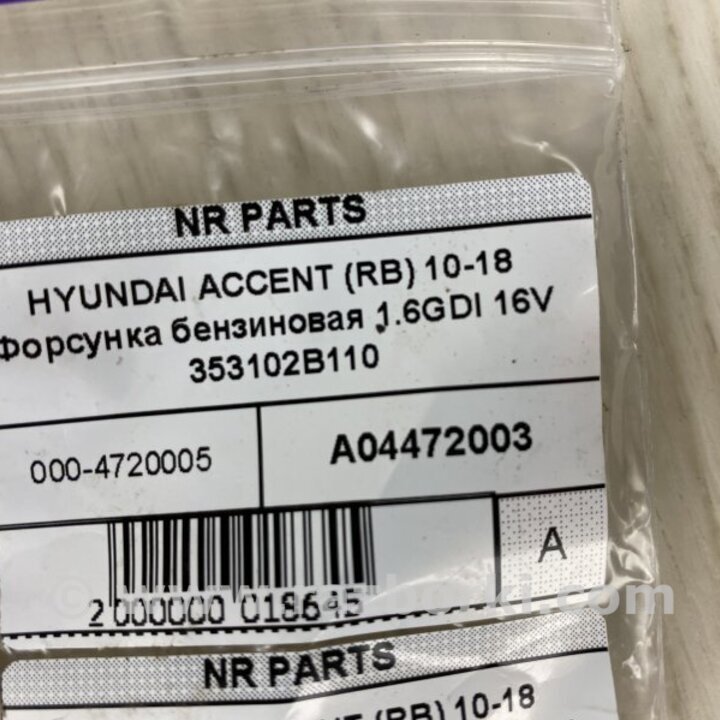 NR PARTS
HYUNDAI ACCENT (RB) 10-18
Форсунка бензиновая 1.6GDI 16V
353102B110
000-4720005
A04472003
A
2 000000 018645
NR PARTS
(RB) 10-18